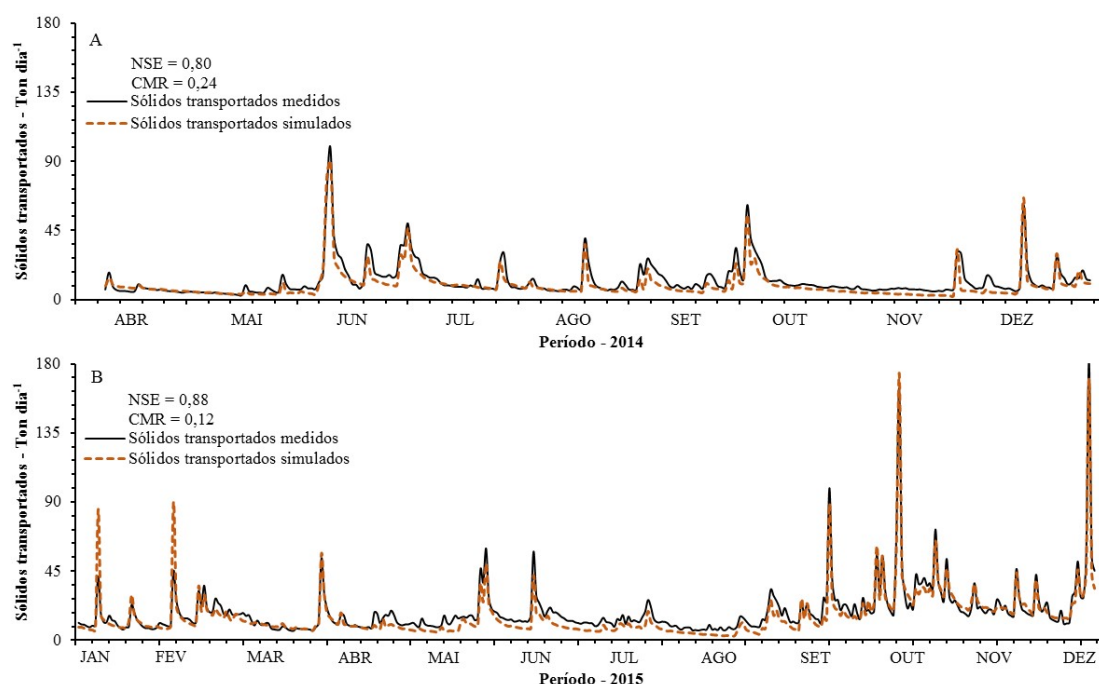 180
A
NSE = 0,80
CMR = 0,24
135
Sólidos transportados medidos
Sólidos transportados simulados
Sólidos transportados - Ton dia-1
90
45
0
ABR MAI JUN JUL AGO SET OUT NOV DEZ
Período - 2014
180
B
NSE = 0,88
CMR = 0,12
135
Sólidos transportados medidos
Sólidos transportados simulados
Sólidos transportados - Ton dia-1
90
45
0
JAN FEV MAR ABR MAI JUN JUL AGO SET OUT NOV DEZ
Período - 2015